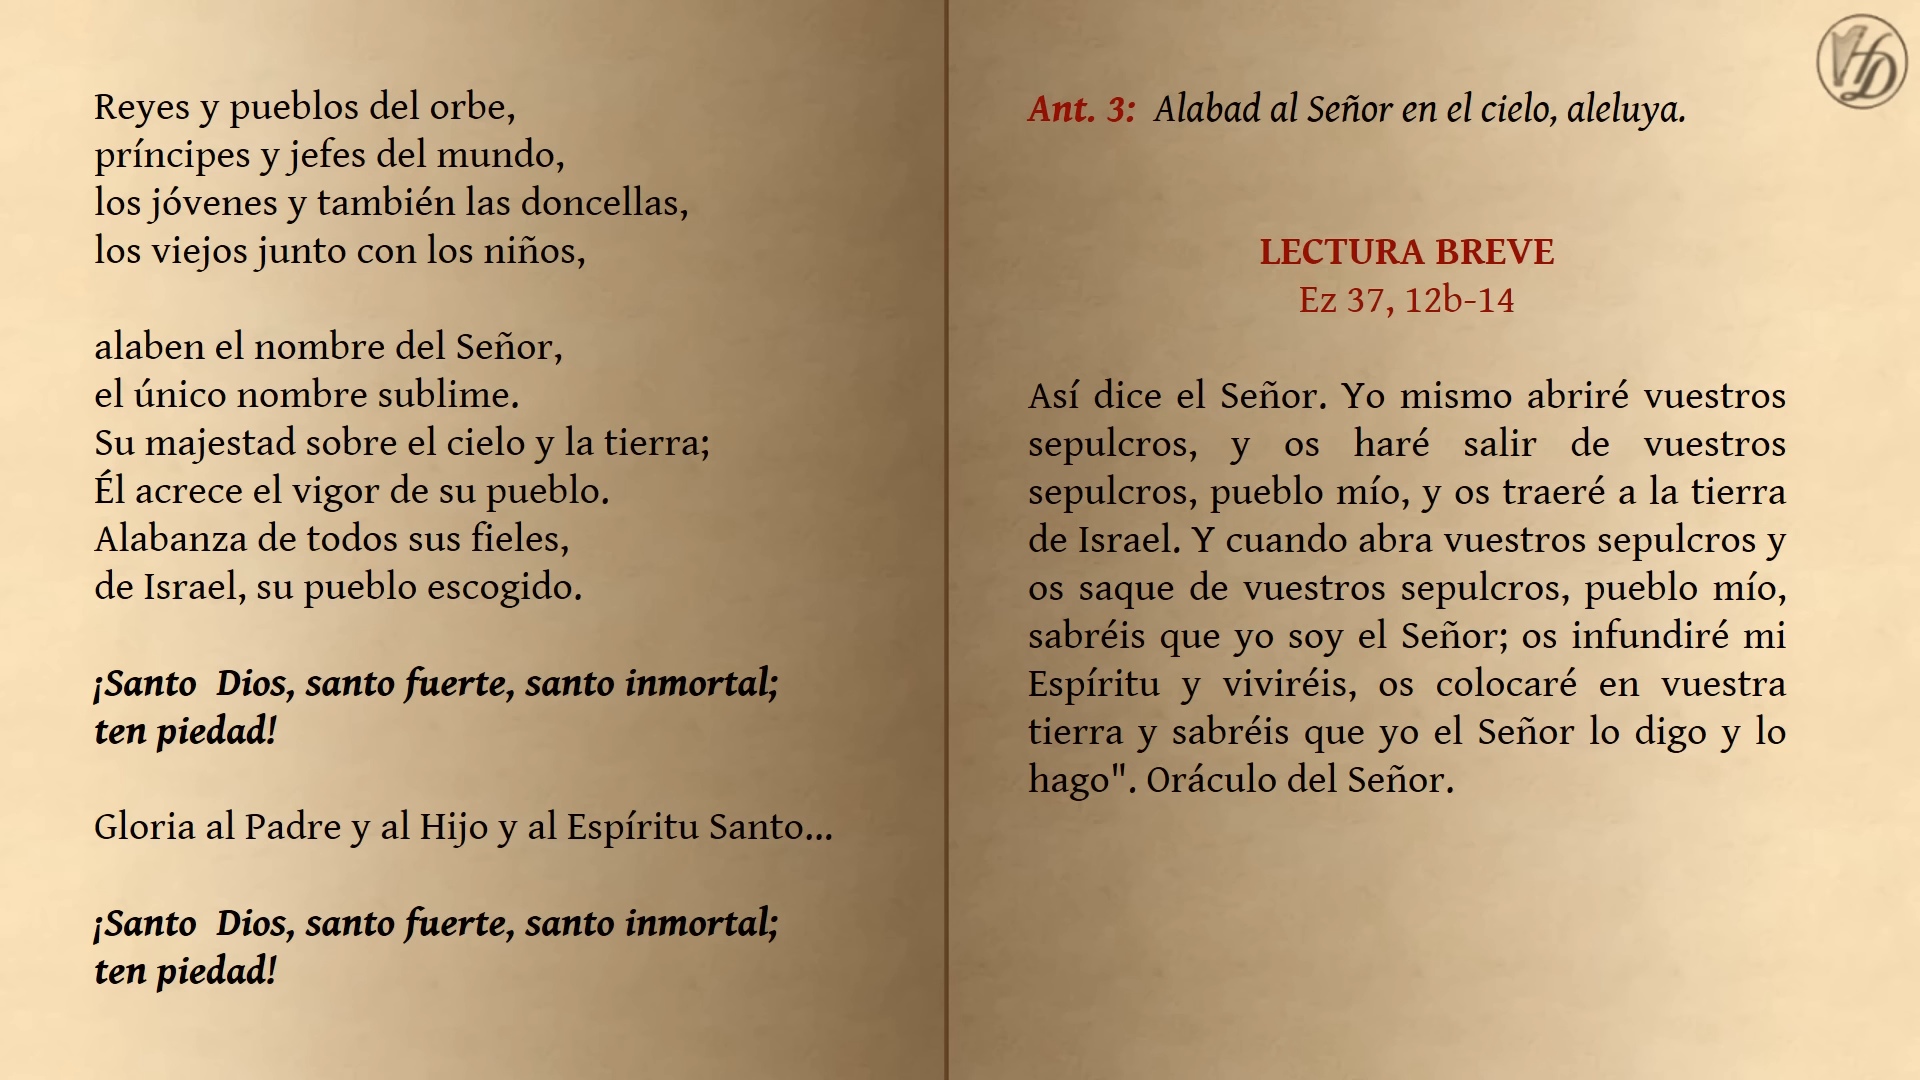 Reyes y pueblos del orbe,
príncipes y jefes del mundo,
los jóvenes y también las doncellas,
los viejos junto con los niños,
alaben el nombre del Señor,
el único nombre sublime.
Su majestad sobre el cielo y la tierra;
Él acrece el vigor de su pueblo.
Alabanza de todos sus fieles,
de Israel, su pueblo escogido.
¡Santo  Dios, santo fuerte, santo inmortal;
ten piedad!
Gloria al Padre y al Hijo y al Espíritu Santo...
¡Santo  Dios, santo fuerte, santo inmortal;
ten piedad!
HD
Ant. 3:  Alabad al Señor en el cielo, aleluya.
LECTURA BREVE
Ez 37, 12b-14
Así dice el Señor. Yo mismo abriré vuestros
sepulcros, y os haré salir de vuestros
sepulcros, pueblo mío, y os traeré a la tierra
de Israel. Y cuando abra vuestros sepulcros y
os saque de vuestros sepulcros, pueblo mío,
sabréis que yo soy el Señor; os infundiré mi
Espíritu y viviréis, os colocaré en vuestra
tierra y sabréis que yo el Señor lo digo y lo
hago". Oráculo del Señor.